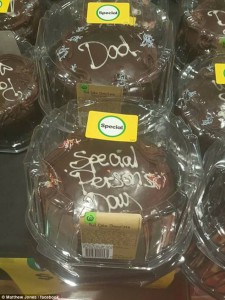 Special
Dad
Special
Special
Persons
Day
© Matthew Jones / facebook